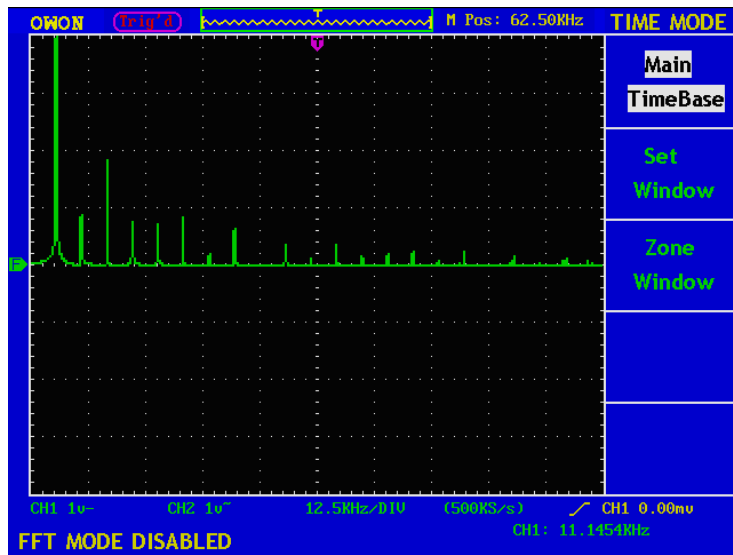 OWON Trig'd T M Pos: 62.50KHz TIME MODE
T
Main
TimeBase
Set
Window
Zone
Window
F
CH1 1v- CH2 1v~ 12.5KHz/DIV (500KS/s) CH1 0.00mv
CH1: 11.1454KHz
FFT MODE DISABLED